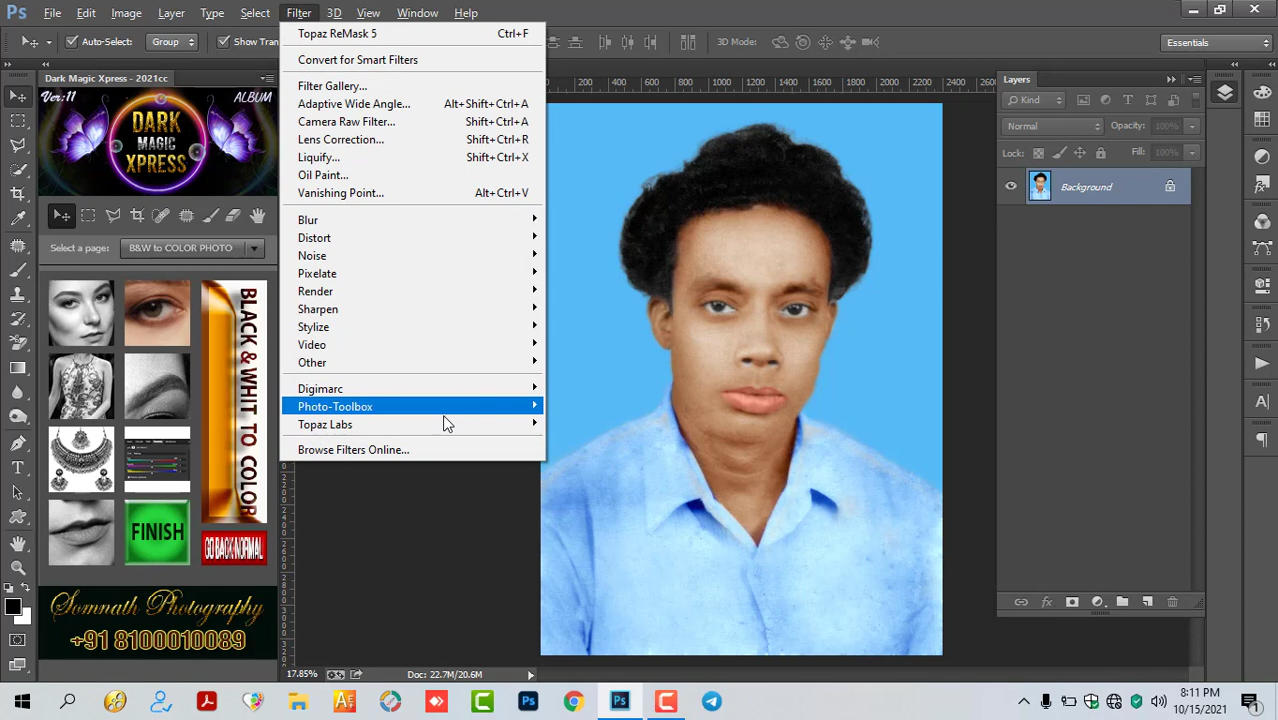 Ps File Edit Image Layer Type Select Filter 3D View Window Help
Auto-Select: Group Show Tran
3D Mode:
Essentials
Topaz ReMask 5 Ctrl+F
Convert for Smart Filters
Filter Gallery...
Adaptive Wide Angle... Alt+Shift+Ctrl+A
Camera Raw Filter... Shift+Ctrl+A
Lens Correction... Shift+Ctrl+R
Liquify... Shift+Ctrl+X
Oil Paint...
Vanishing Point... Alt+Ctrl+V
Blur
Distort
Noise
Pixelate
Render
Sharpen
Stylize
Video
Other
Digimarc
Photo-Toolbox
Topaz Labs
Browse Filters Online...
Dark Magic Xpress - 2021cc
Ver:11 ALBUM
DARK
MAGIC
XPRESS
Select a page: B&W to COLOR PHOTO
BLACK & WHIT TO COLOR
FINISH
GO BACK NORMAL
Somnath Photography
+91 8100010089
200 400 600 800 1000 1200 1400 1600 1800 2000 2200 2400
Layers
Kind
Normal Opacity: 100%
Lock: Fill: 100%
Background
17.85% Doc: 22.7M/20.6M
8:11 PM
10/15/2021